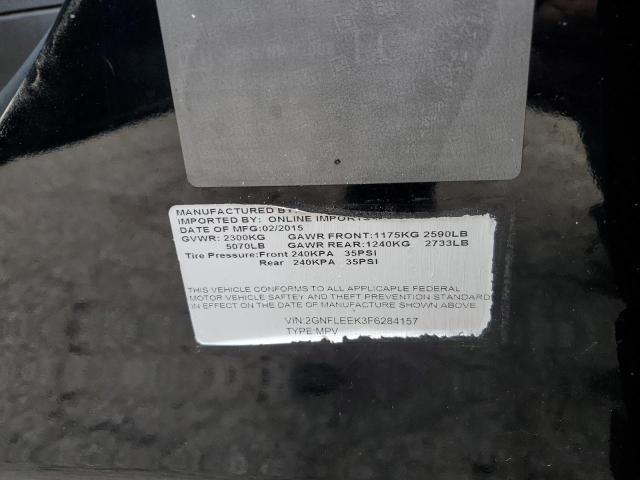 MANUFACTURED BY:
IMPORTED BY: ONLINE IMPORTS
DATE OF MFG:02/2015
GVWR: 2300KG GAWR FRONT:1175KG 2590LB
5070LB GAWR REAR:1240KG 2733LB
Tire Pressure:Front 240KPA 35PSI
Rear 240KPA 35PSI
THIS VEHICLE CONFORMS TO ALL APPLICAPLE FEDERAL
MOTOR VEHICLE SAFTEY AND THEFT PREVENTION STANDARD
IN EFFECT ON THE DATE OF MANUFACTURE SHOWN ABOVE
VIN:2GNFLEEK3F6284157
TYPE:MPV